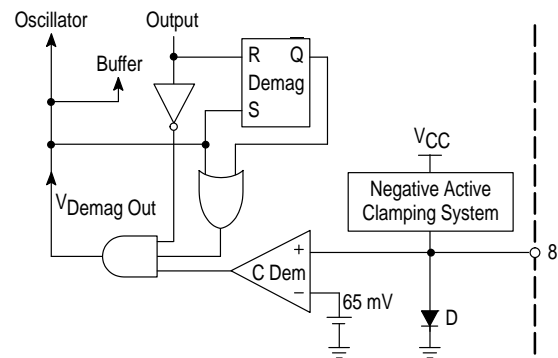 Oscillator
Output
Buffer
R
Q
Demag
S
VCC
VDemag Out
Negative Active
Clamping System
+
C Dem
–
65 mV
D
8